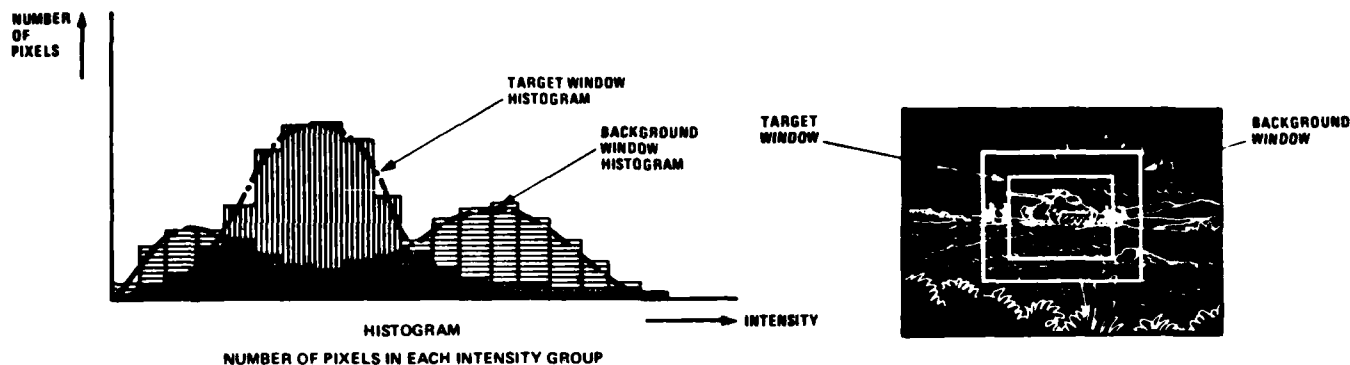 NUMBER
OF
PIXELS
TARGET WINDOW
HISTOGRAM
BACKGROUND
WINDOW
HISTOGRAM
INTENSITY
HISTOGRAM
NUMBER OF PIXELS IN EACH INTENSITY GROUP
TARGET
WINDOW
BACKGROUND
WINDOW